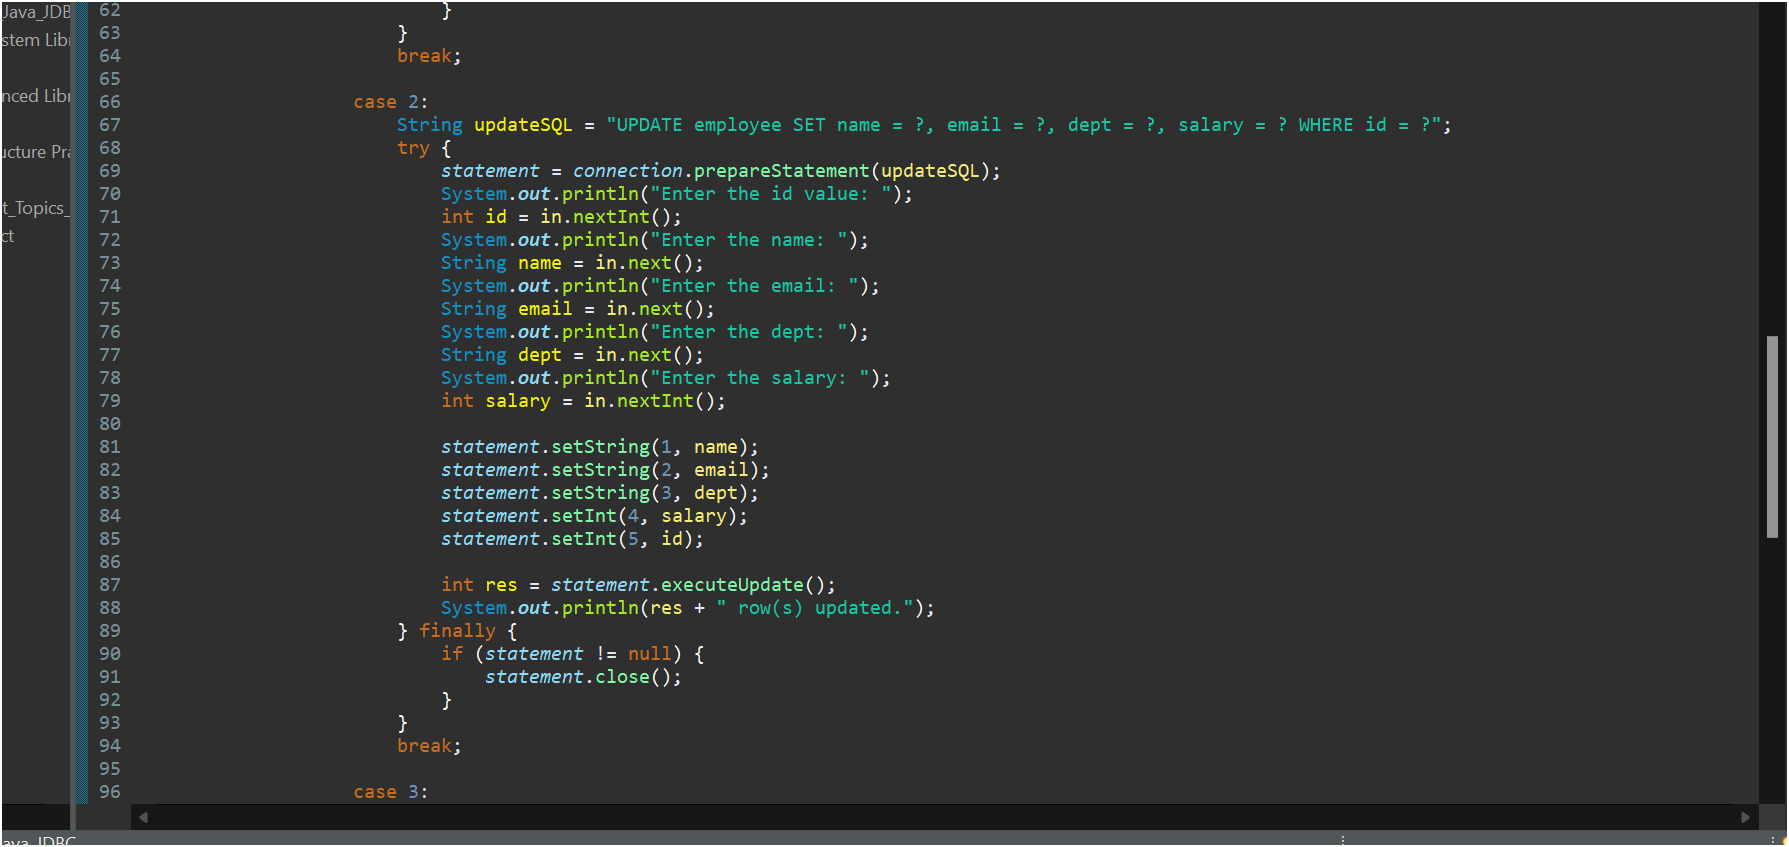 Java_JDB
stem Libr
nced Libr
ucture Pra
t_Topics_
ct
62 }
63 }
64 break;
65
66 case 2:
67 String updateSQL = "UPDATE employee SET name = ?, email = ?, dept = ?, salary = ? WHERE id = ?";
68 try {
69 statement = connection.prepareStatement(updateSQL);
70 System.out.println("Enter the id value: ");
71 int id = in.nextInt();
72 System.out.println("Enter the name: ");
73 String name = in.next();
74 System.out.println("Enter the email: ");
75 String email = in.next();
76 System.out.println("Enter the dept: ");
77 String dept = in.next();
78 System.out.println("Enter the salary: ");
79 int salary = in.nextInt();
80
81 statement.setString(1, name);
82 statement.setString(2, email);
83 statement.setString(3, dept);
84 statement.setInt(4, salary);
85 statement.setInt(5, id);
86
87 int res = statement.executeUpdate();
88 System.out.println(res + " row(s) updated.");
89 } finally {
90 if (statement != null) {
91 statement.close();
92 }
93 }
94 break;
95
96 case 3:
ava_JDBC